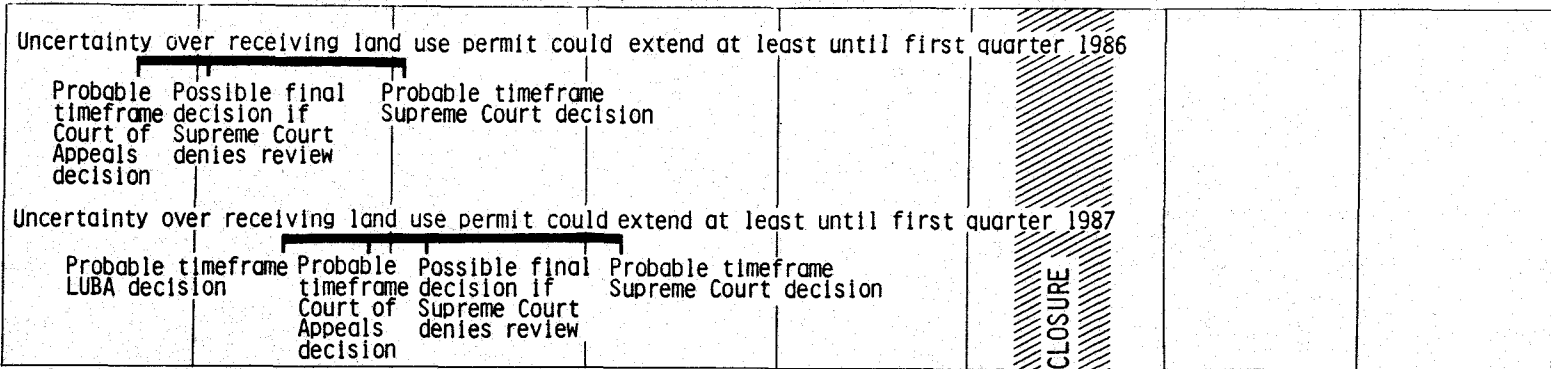 Uncertainty over receiving land use permit could extend at least until first quarter 1986
Probable
timeframe
Court of
Appeals
decision
Possible final
decision if
Supreme Court
denies review
Probable timeframe
Supreme Court decision
Uncertainty over receiving land use permit could extend at least until first quarter 1987
Probable timeframe
LUBA decision
Probable
timeframe
Court of
Appeals
decision
Possible final
decision if
Supreme Court
denies review
Probable timeframe
Supreme Court decision
CLOSURE